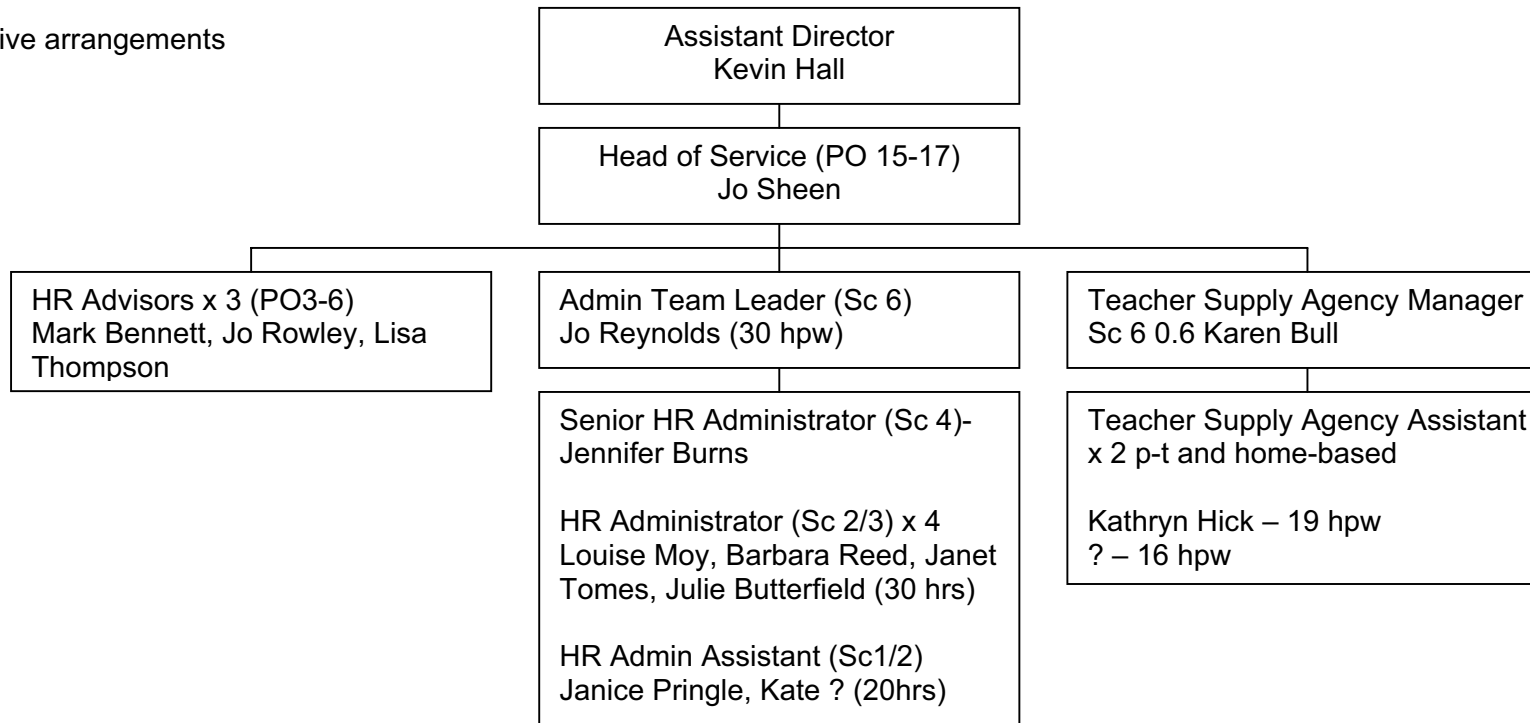 ive arrangements
Assistant Director
Kevin Hall
Head of Service (PO 15-17)
Jo Sheen
HR Advisors x 3 (PO3-6)
Mark Bennett, Jo Rowley, Lisa
Thompson
Admin Team Leader (Sc 6)
Jo Reynolds (30 hpw)
Teacher Supply Agency Manager
Sc 6 0.6 Karen Bull
Senior HR Administrator (Sc 4)-
Jennifer Burns
HR Administrator (Sc 2/3) x 4
Louise Moy, Barbara Reed, Janet
Tomes, Julie Butterfield (30 hrs)
HR Admin Assistant (Sc1/2)
Janice Pringle, Kate ? (20hrs)
Teacher Supply Agency Assistant
x 2 p-t and home-based
Kathryn Hick – 19 hpw
? – 16 hpw